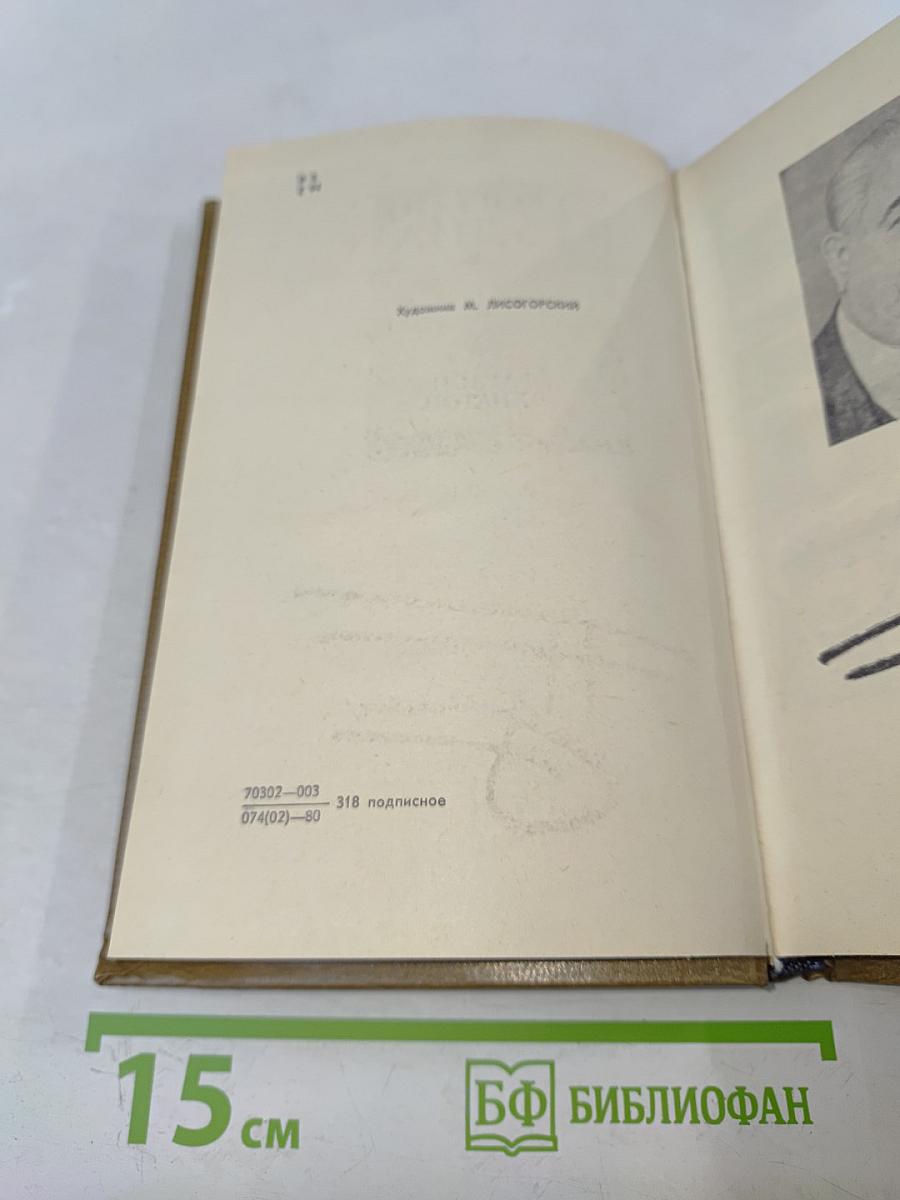 Художник М. ЛИСОГОРСКИЙ
70302—003
074(02)—80
318 подписное
15 см
БФ БИБЛИОФАН